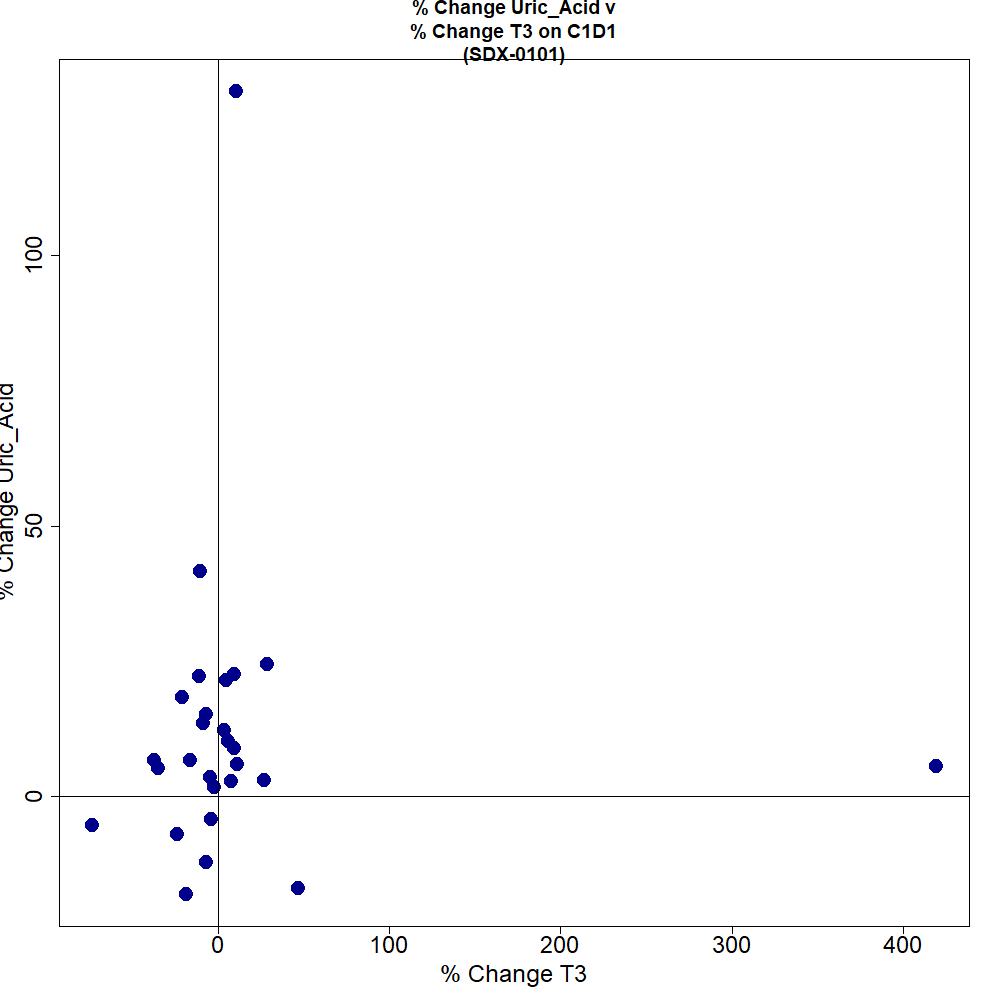 % Change Uric_Acid v
% Change T3 on C1D1
(SDX-0101)
100
50
0
% Change Uric_Acid
0
100
200
300
400
% Change T3